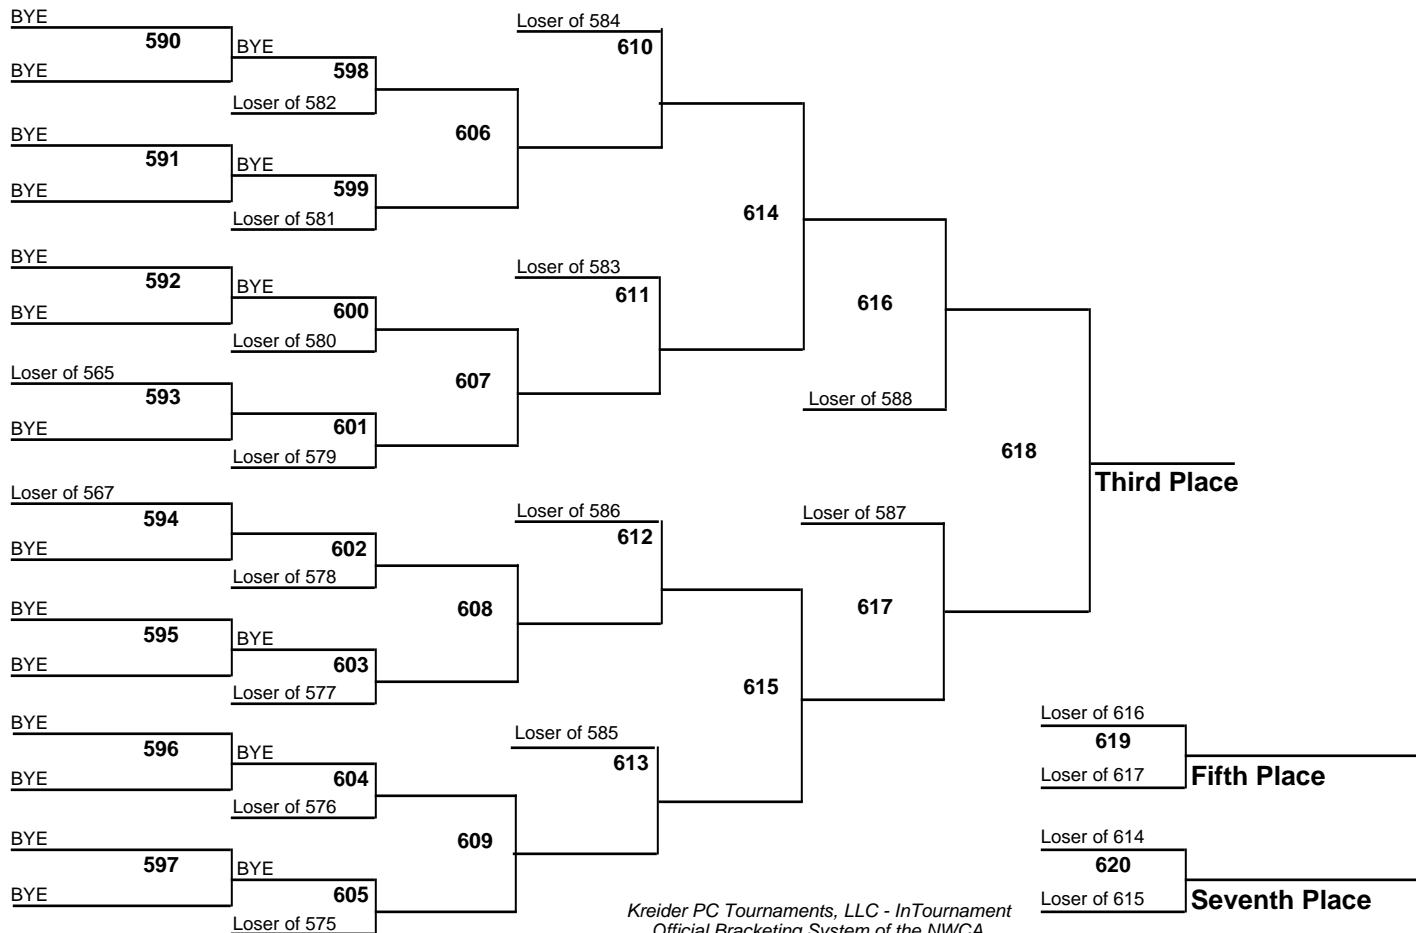 BYE
590
BYE
BYE
598
Loser of 582
BYE
591
BYE
BYE
599
Loser of 581
606
Loser of 584
610
BYE
592
BYE
BYE
600
Loser of 580
Loser of 565
593
BYE
601
Loser of 579
607
Loser of 583
611
614
616
Loser of 588
618
Third Place
Loser of 567
594
BYE
602
Loser of 578
BYE
595
BYE
BYE
603
Loser of 577
608
Loser of 586
612
Loser of 587
617
615
BYE
596
BYE
BYE
604
Loser of 576
BYE
597
BYE
BYE
605
Loser of 575
609
Loser of 585
613
Loser of 616
619
Loser of 617
Fifth Place
Loser of 614
620
Loser of 615
Seventh Place
Kreider PC Tournaments, LLC - InTournament
Official Bracketing System of the NWCA